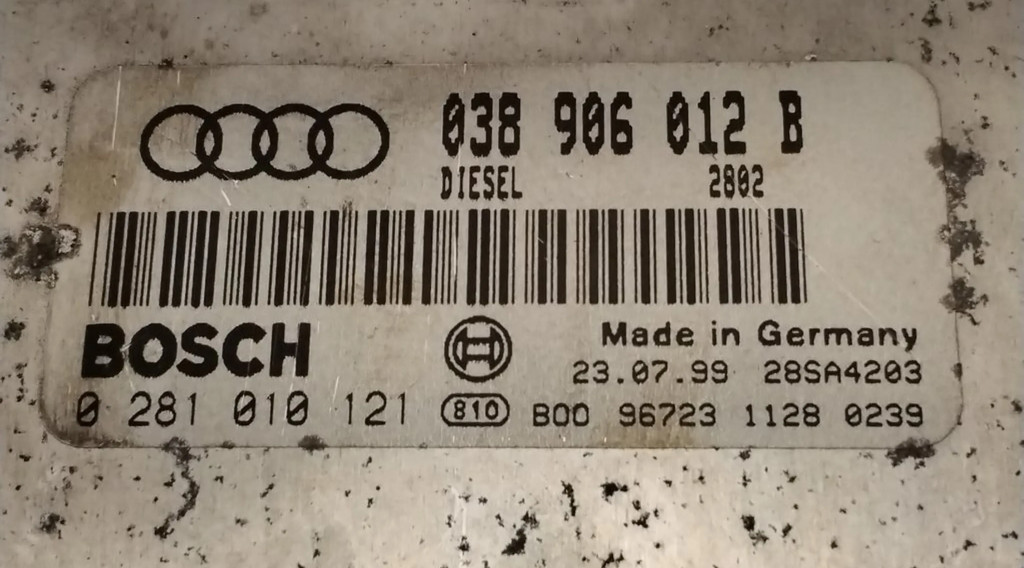 038 906 012 B
DIESEL 2802
BOSCH Made in Germany
23.07.99 28SA4203
0 281 010 121 810 B00 96723 1128 0239